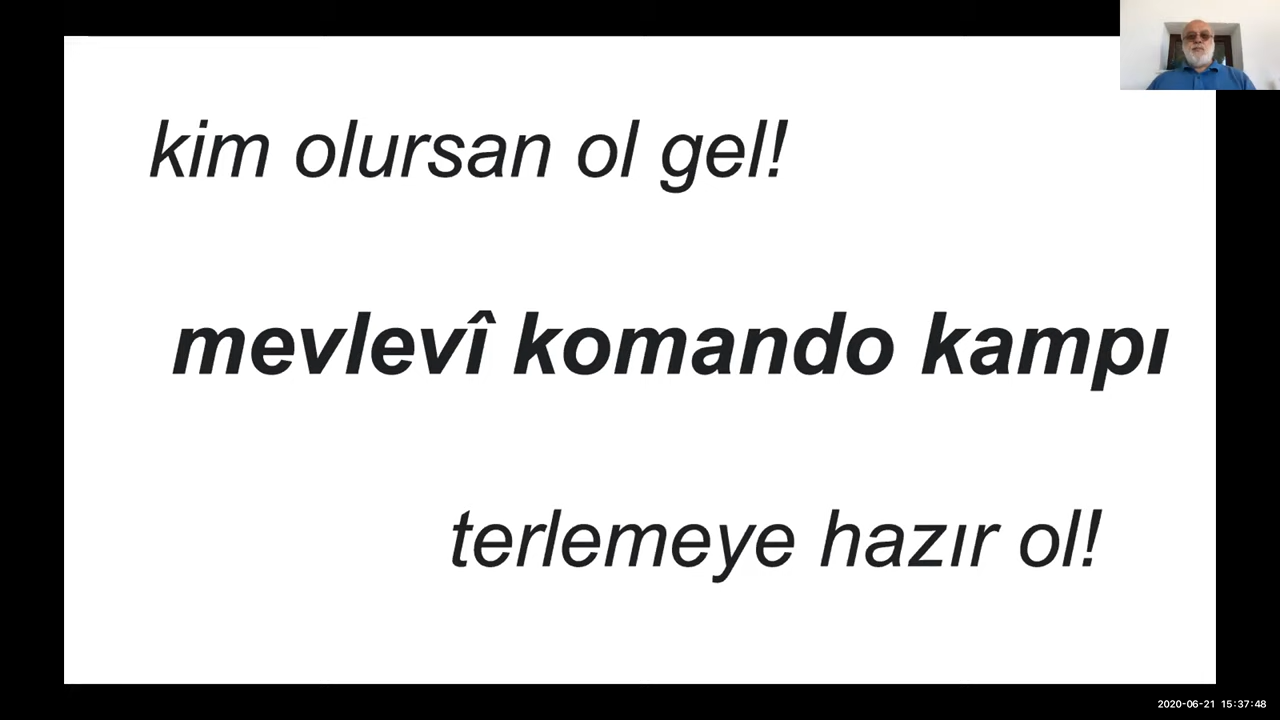 kim olursan ol gel!
mevlevî komando kampı
terlemeye hazır ol!
2020-06-21 15:37:48